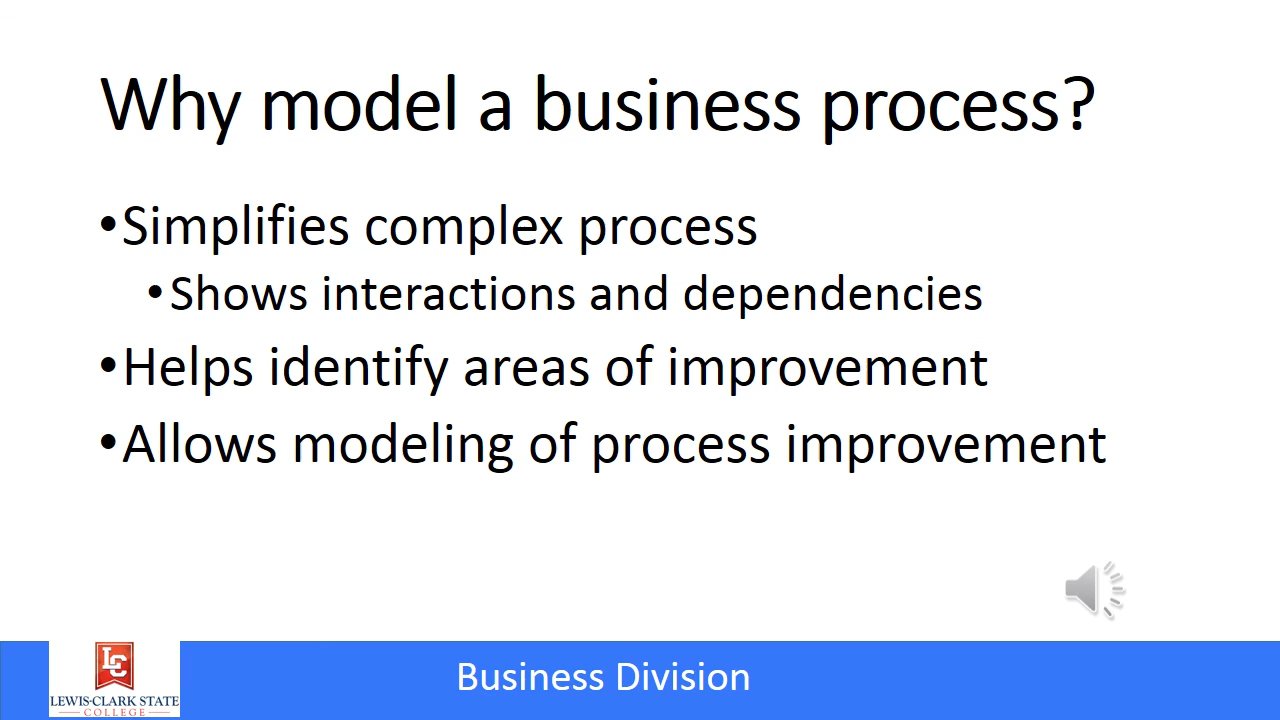 Why model a business process?
•Simplifies complex process
•Shows interactions and dependencies
•Helps identify areas of improvement
•Allows modeling of process improvement
LC
LEWIS-CLARK STATE
COLLEGE
Business Division